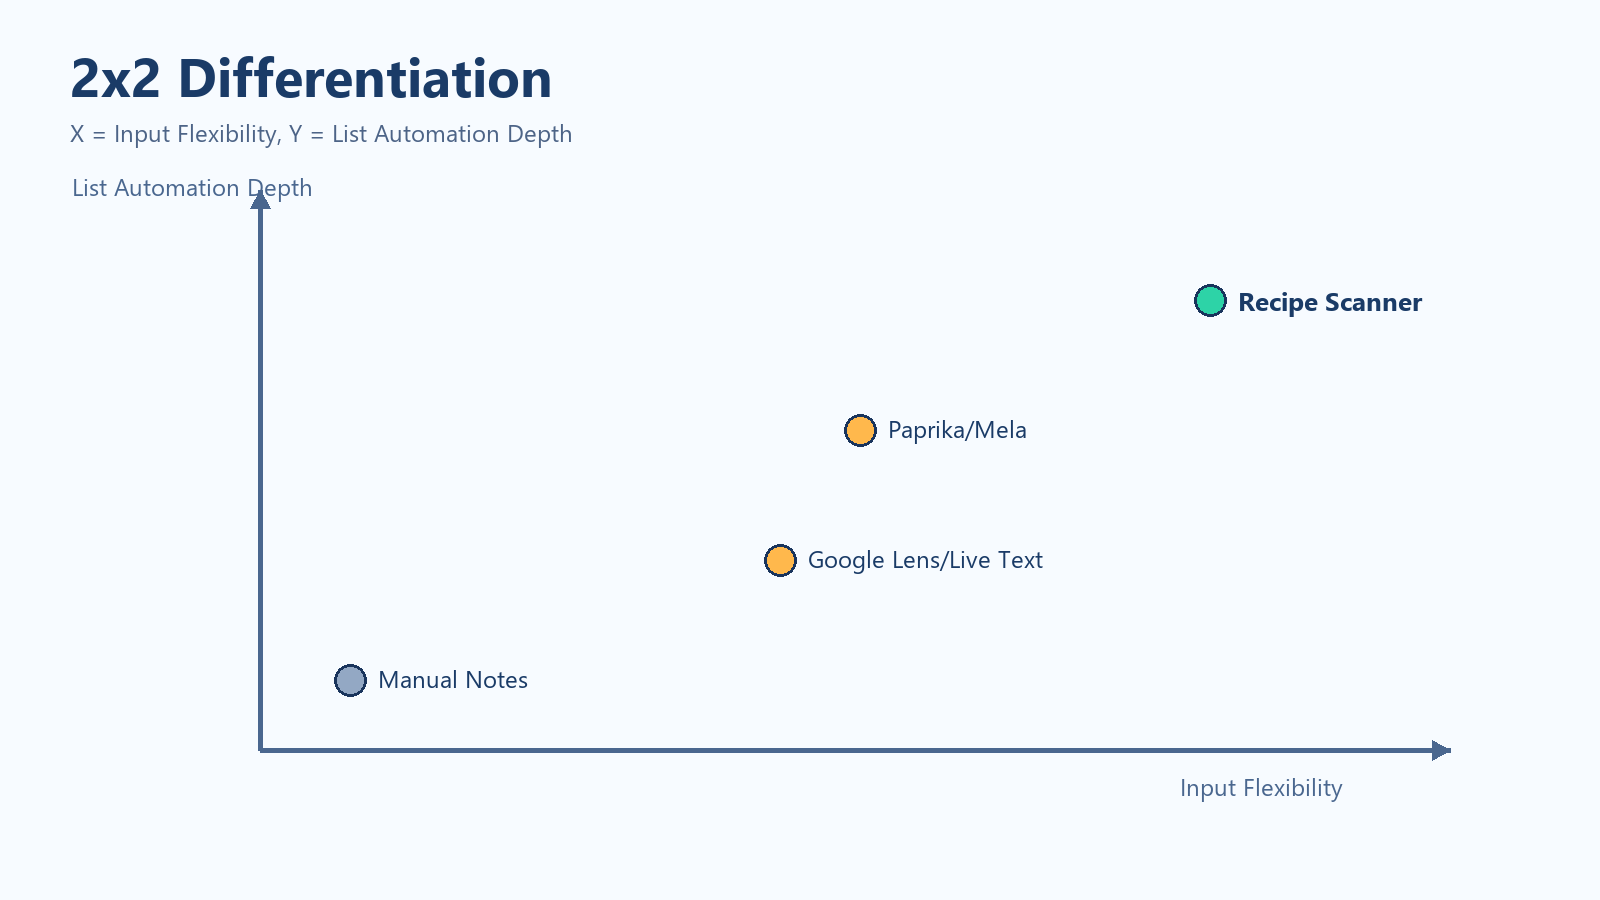 2x2 Differentiation
X = Input Flexibility, Y = List Automation Depth
List Automation Depth
Recipe Scanner
Paprika/Mela
Google Lens/Live Text
Manual Notes
Input Flexibility